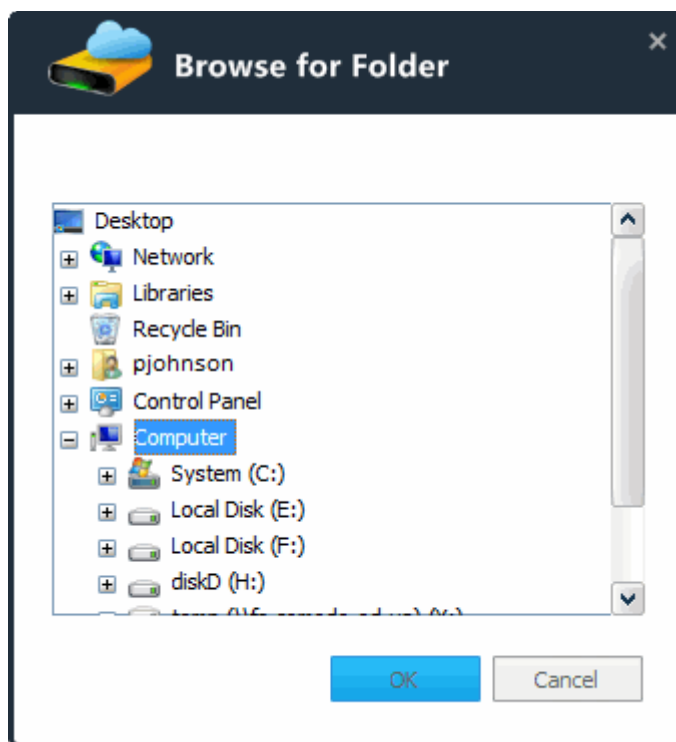 Browse for Folder
Desktop
Network
Libraries
Recycle Bin
pjohnson
Control Panel
Computer
System (C:)
Local Disk (E:)
Local Disk (F:)
diskD (H:)
OK
Cancel